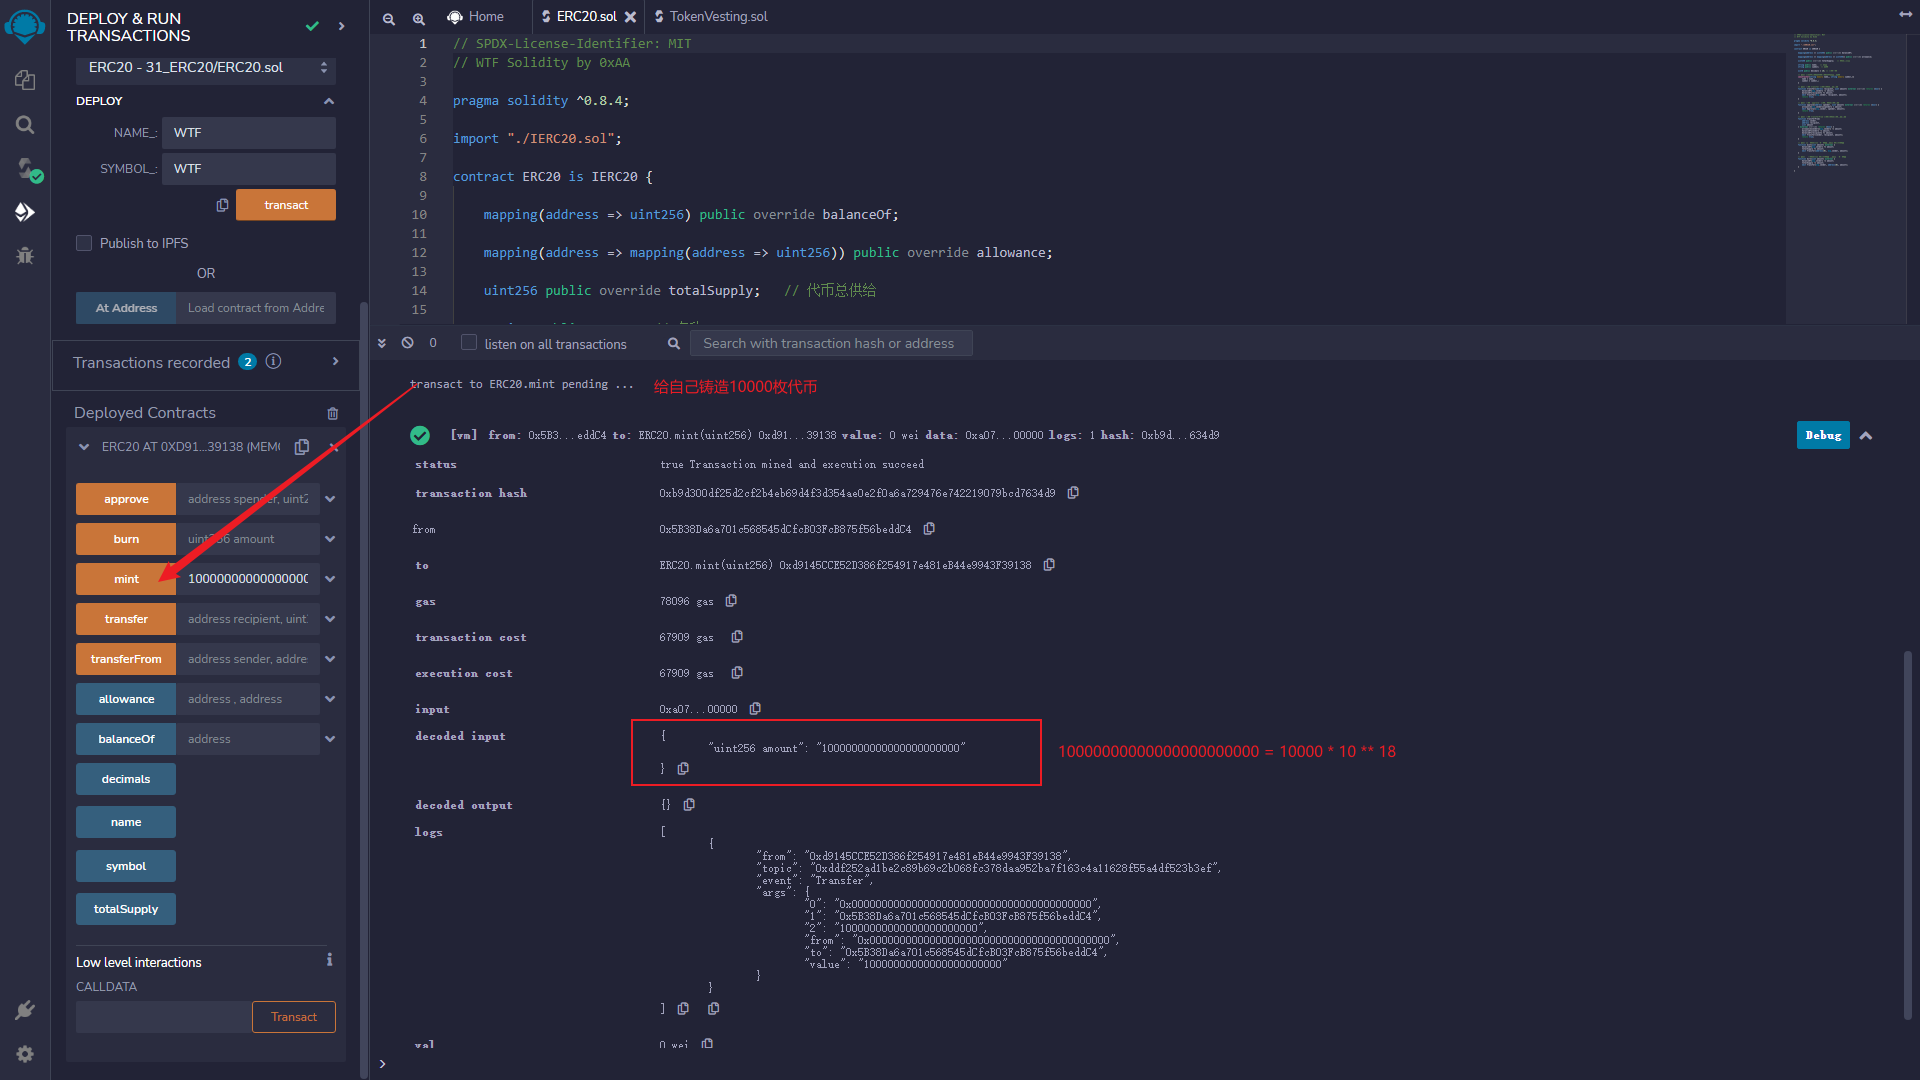 DEPLOY & RUN
TRANSACTIONS
ERC20 - 31_ERC20/ERC20.sol
DEPLOY
NAME_: WTF
SYMBOL_: WTF
transact
Publish to IPFS
OR
At Address Load contract from Addre
Transactions recorded 2
Deployed Contracts
ERC20 AT 0XD91...39138 (MEMO
approve address spender, uint2
burn uint256 amount
mint
transfer address recipient, uint
transferFrom address sender, addre
allowance address , address
balanceOf address
decimals
name
symbol
totalSupply
Low level interactions
CALLDATA
Transact
Home ERC20.sol TokenVesting.sol
1 // SPDX-License-Identifier: MIT
2 // WTF Solidity by 0xAA
3
4 pragma solidity ^0.8.4;
5
6 import "./IERC20.sol";
7
8 contract ERC20 is IERC20 {
9
10 mapping(address => uint256) public override balanceOf;
11
12 mapping(address => mapping(address => uint256)) public override allowance;
13
14 uint256 public override totalSupply; // 代币总供给
15
0 listen on all transactions Search with transaction hash or address
transact to ERC20.mint pending ... 给自己铸造10000枚代币
[vm] from: 0x5B3...eddC4 to: ERC20.mint(uint256) 0xd91...39138 value: 0 wei data: 0xa07...00000 logs: 1 hash: 0xb9d...634d9 Debug
status true Transaction mined and execution succeed
transaction hash 0xb9d300df25d2cf2b4eb69d4f3d354ae0e2f0a6a729476e742219079bcd7634d9
from 0x5B38Da6a701c568545dCfcB03FcB875f56beddC4
to ERC20.mint(uint256) 0xd9145CCE52D386f254917e481eB44e9943F39138
gas 78096 gas
transaction cost 67909 gas
execution cost 67909 gas
input 0xa07...00000
decoded input {
"uint256 amount": "10000000000000000000000"
}
10000000000000000000000 = 10000 * 10 ** 18
decoded output {}
logs [
{
"from": "0xd9145CCE52D386f254917e481eB44e9943F39138",
"topic": "0xddf252ad1be2c89b69c2b068fc378daa952ba7f163c4a11628f55a4df523b3ef",
"event": "Transfer",
"args": {
"0": "0x0000000000000000000000000000000000000000",
"1": "0x5B38Da6a701c568545dCfcB03FcB875f56beddC4",
"2": "10000000000000000000000",
"from": "0x0000000000000000000000000000000000000000",
"to": "0x5B38Da6a701c568545dCfcB03FcB875f56beddC4",
"value": "10000000000000000000000"
}
}
]
val 0 wei